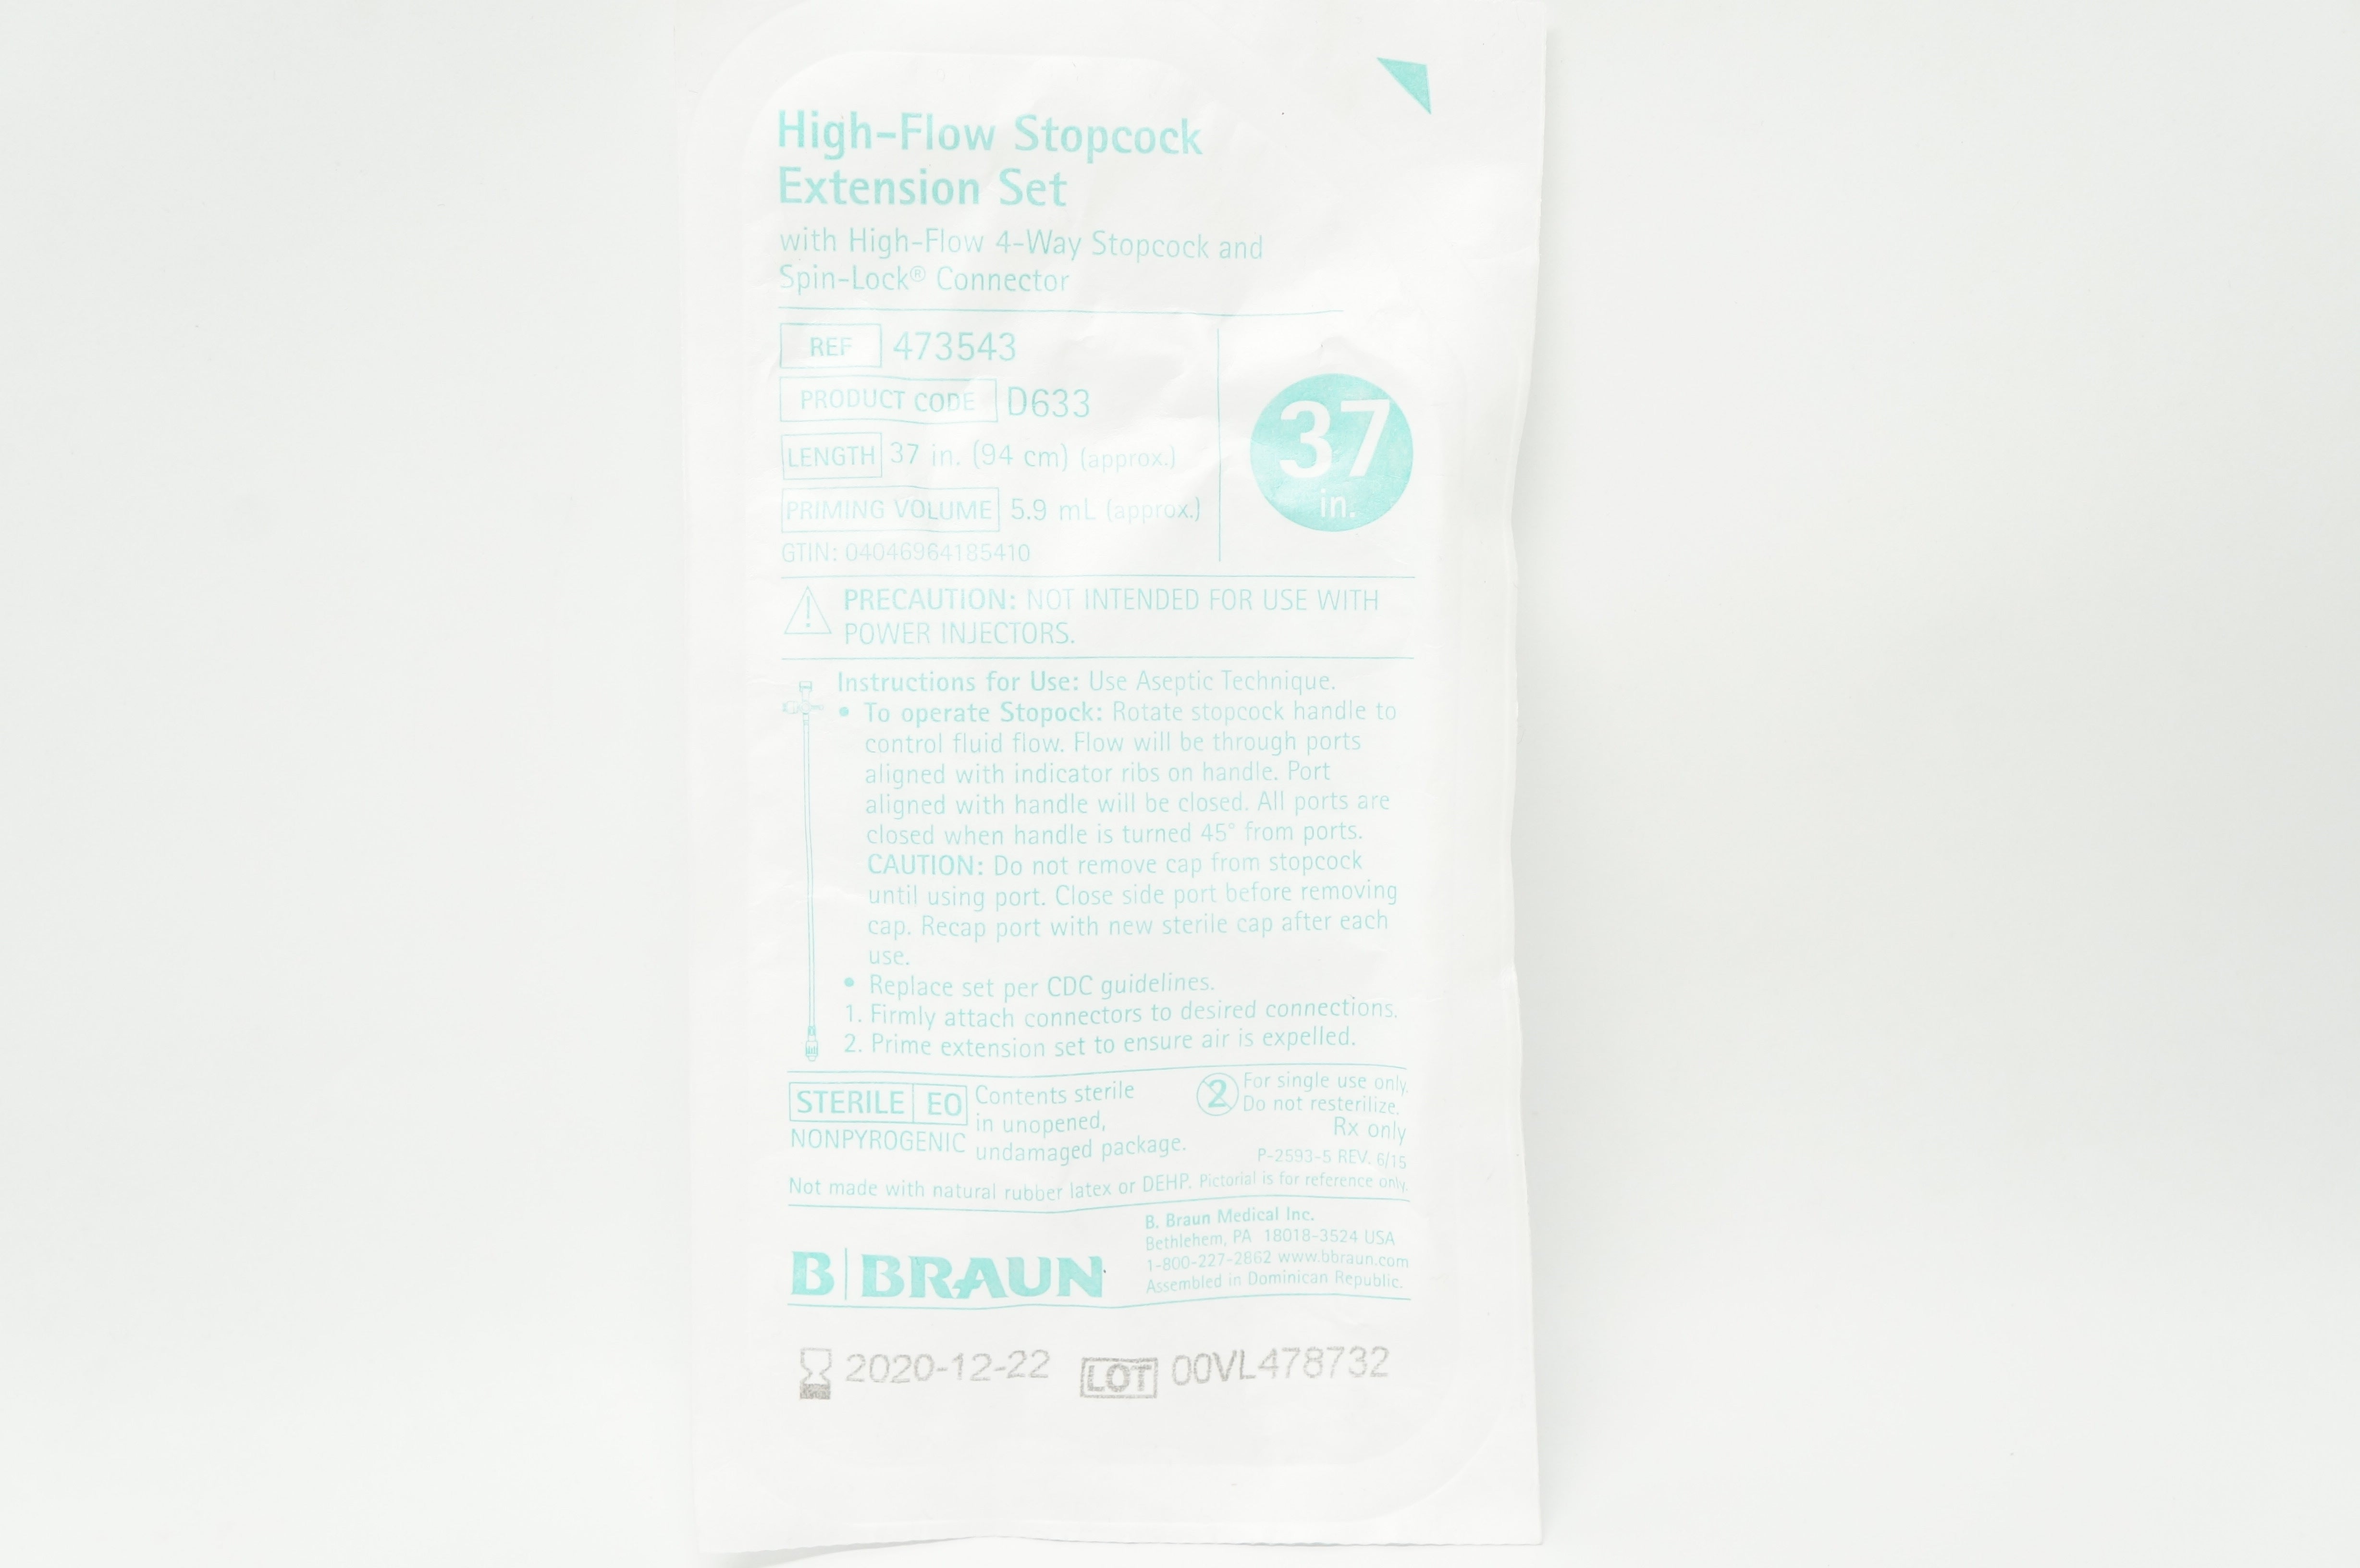 High-Flow Stopcock
Extension Set
with High-Flow 4-Way Stopcock and
Spin-Lock® Connector
REF 473543
PRODUCT CODE D633
LENGTH 37 in. (94 cm) (approx.)
PRIMING VOLUME 5.9 mL (approx.)
GTIN: 04046964185410
37
in.
PRECAUTION: NOT INTENDED FOR USE WITH
POWER INJECTORS.
Instructions for Use: Use Aseptic Technique.
• To operate Stopock: Rotate stopcock handle to
control fluid flow. Flow will be through ports
aligned with indicator ribs on handle. Port
aligned with handle will be closed. All ports are
closed when handle is turned 45° from ports.
CAUTION: Do not remove cap from stopcock
until using port. Close side port before removing
cap. Recap port with new sterile cap after each
use.
• Replace set per CDC guidelines.
1. Firmly attach connectors to desired connections.
2. Prime extension set to ensure air is expelled.
STERILE EO
NONPYROGENIC
Contents sterile
in unopened,
undamaged package.
2
For single use only.
Do not resterilize.
Rx only
P-2593-5 REV. 6/15
Not made with natural rubber latex or DEHP. Pictorial is for reference only.
B BRAUN
B. Braun Medical Inc.
Bethlehem, PA 18018-3524 USA
1-800-227-2862 www.bbraun.com
Assembled in Dominican Republic.
2020-12-22 LOT 00VL478732